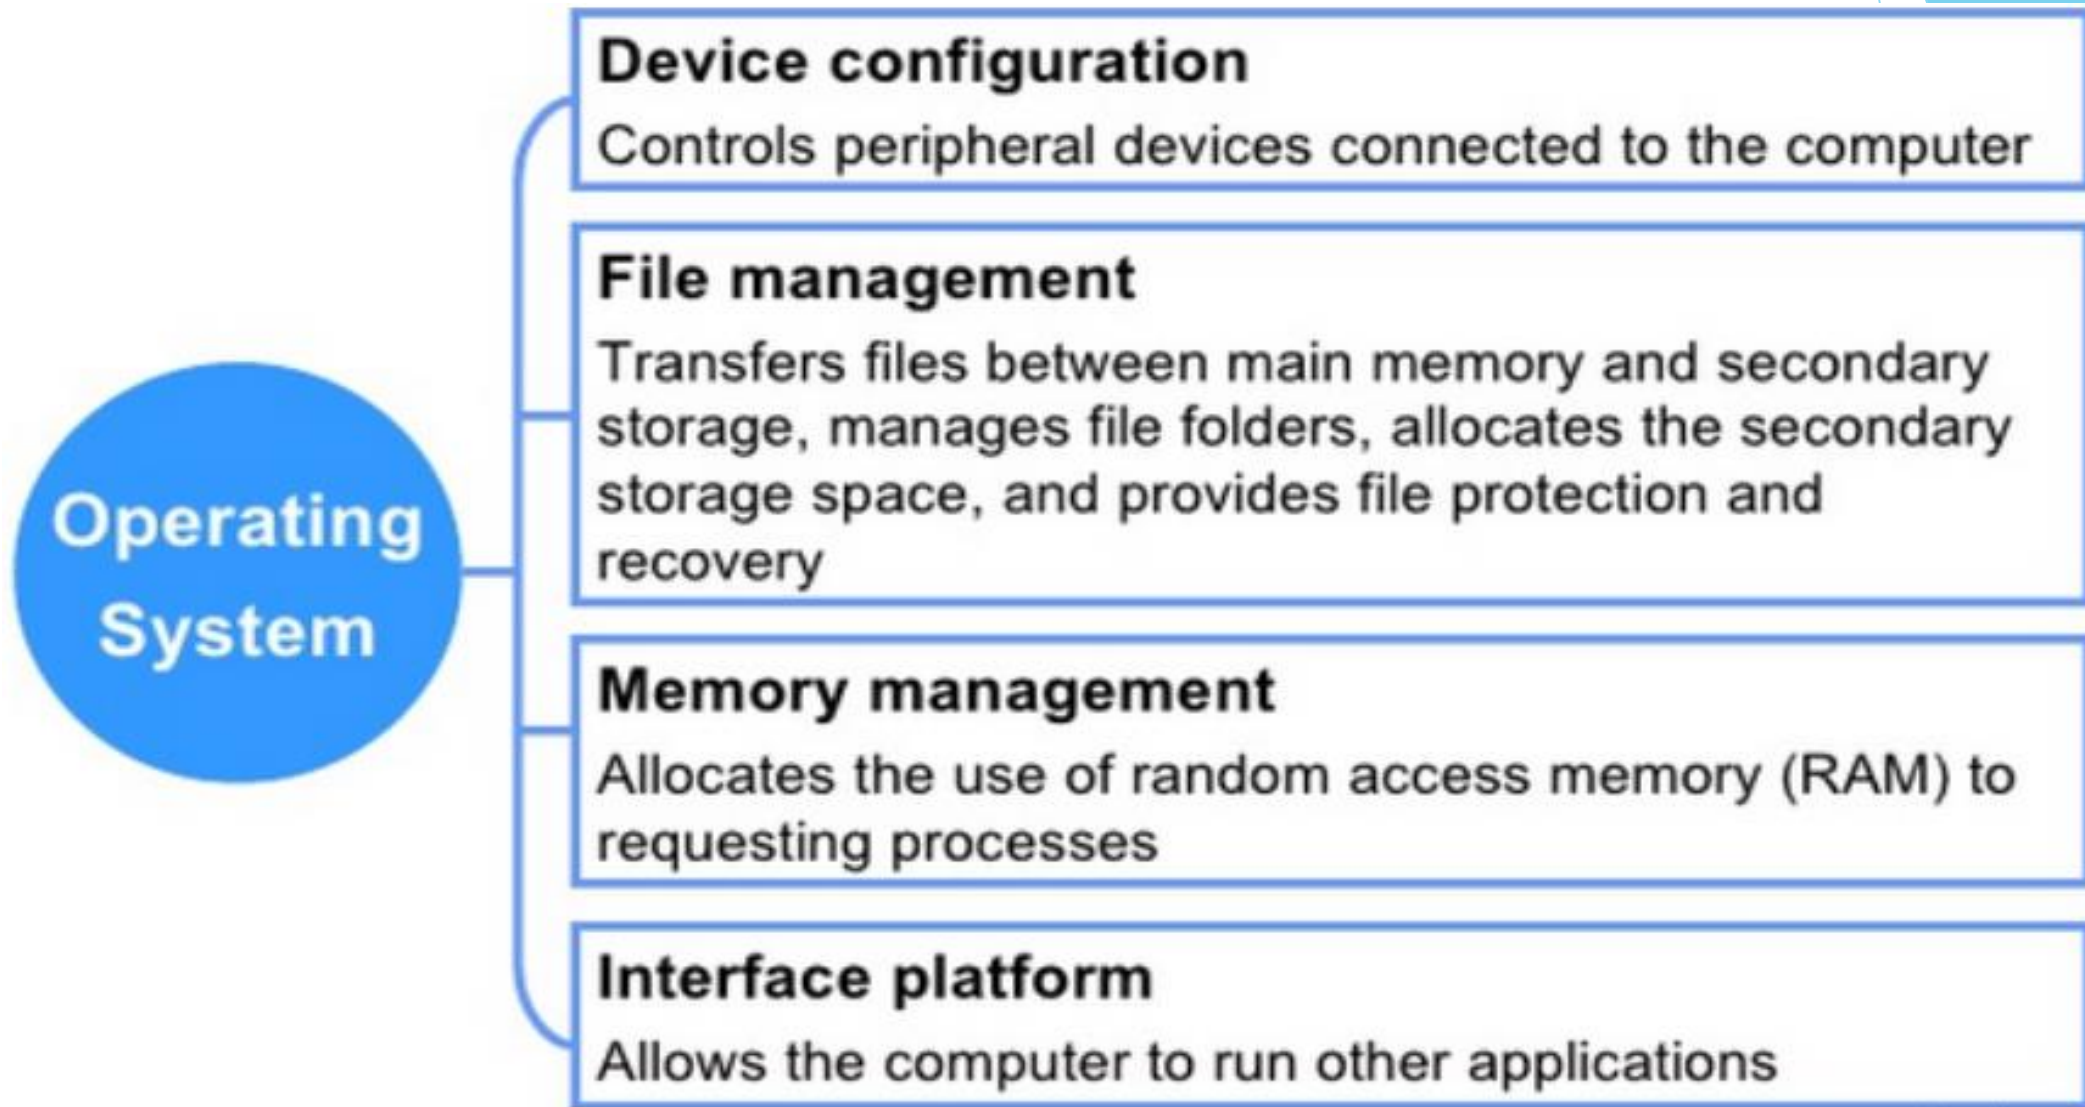 Operating
System
Device configuration
Controls peripheral devices connected to the computer
File management
Transfers files between main memory and secondary
storage, manages file folders, allocates the secondary
storage space, and provides file protection and
recovery
Memory management
Allocates the use of random access memory (RAM) to
requesting processes
Interface platform
Allows the computer to run other applications